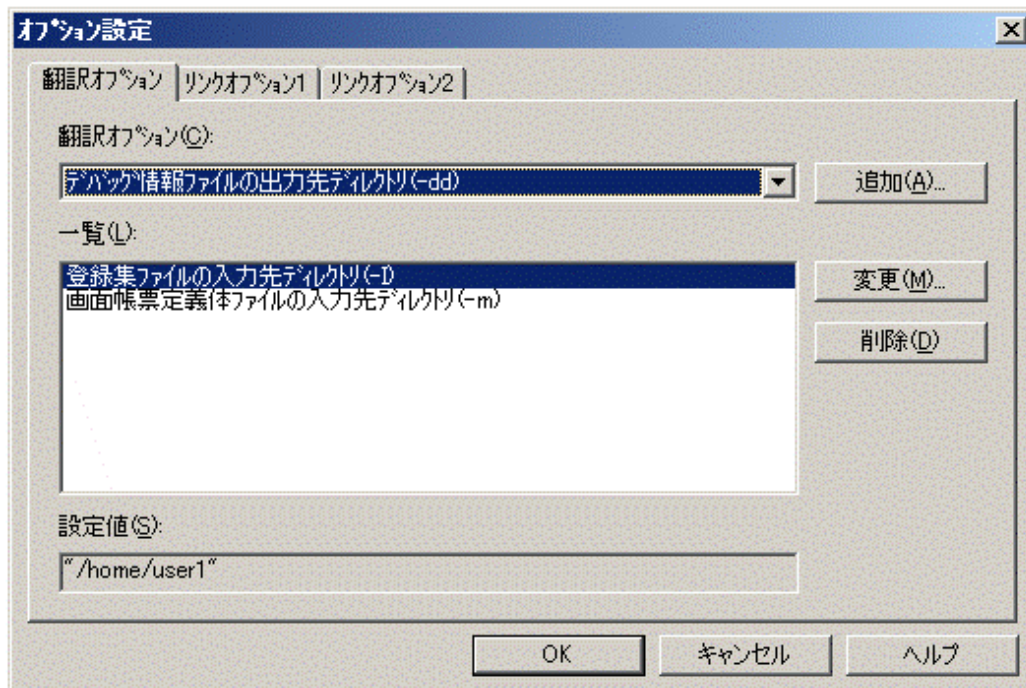 オプション設定
翻訳オプション リンクオプション1 リンクオプション2
翻訳オプション(C):
デバッグ情報ファイルの出力先ディレクトリ(-dd)
追加(A)...
一覧(L):
登録集ファイルの入力先ディレクトリ(-I)
画面帳票定義体ファイルの入力先ディレクトリ(-m)
変更(M)...
削除(D)
設定値(S):
"/home/user1"
OK キャンセル ヘルプ